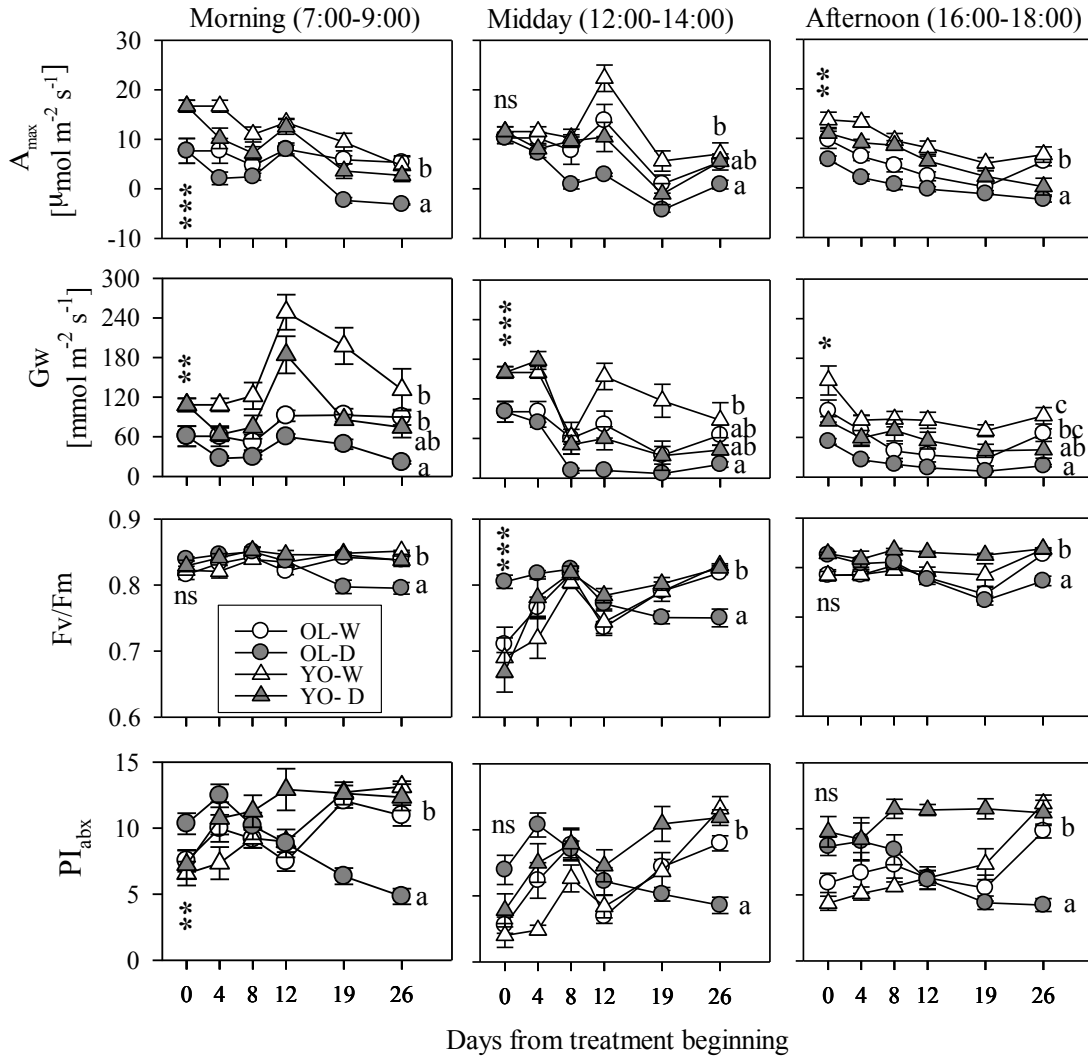 Morning (7:00-9:00)
Midday (12:00-14:00)
Afternoon (16:00-18:00)
A_max
[µmol m⁻² s⁻¹]
30
20
10
0
-10
***
b
a
ns
b
ab
a
**
b
a
Gw
[mmol m⁻² s⁻¹]
300
240
180
120
60
0
**
b
b
ab
a
***
b
ab
ab
a
*
c
bc
ab
a
Fv/Fm
0.9
0.8
0.7
0.6
ns
b
a
OL-W
OL-D
YO-W
YO- D
***
b
a
ns
b
a
PI_abx
15
10
5
0
**
b
a
ns
b
a
ns
b
a
0 4 8 12 19 26
0 4 8 12 19 26
0 4 8 12 19 26
Days from treatment beginning